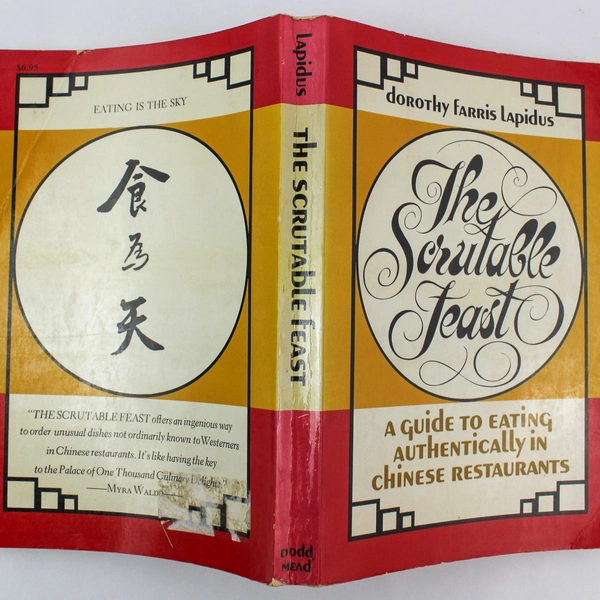 $6.95
EATING IS THE SKY
食
為
天
"THE SCRUTABLE FEAST offers an ingenious way
to order unusual dishes not ordinarily known to Westerners
in Chinese restaurants. It's like having the key
to the Palace of One Thousand Culinary Delights."
——MYRA
Lapidus
THE SCRUTABLE FEAST
Dodd,
MEAD
dorothy farris Lapidus
The
Scrutable
Feast
A GUIDE TO EATING
AUTHENTICALLY IN
CHINESE RESTAURANTS